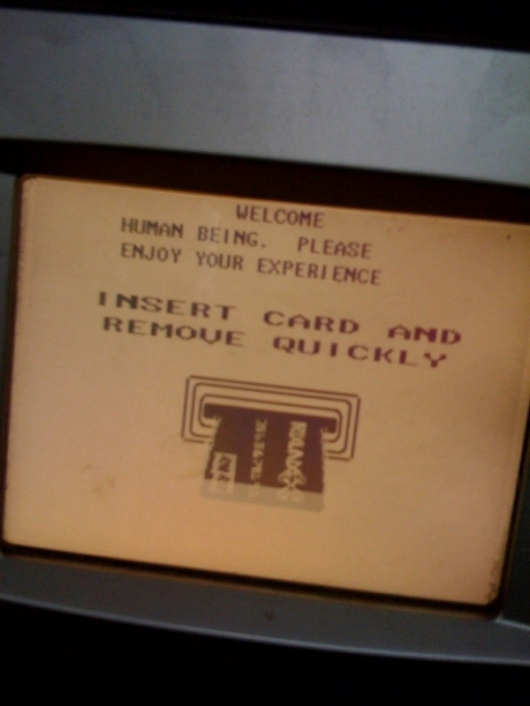 WELCOME
HUMAN BEING. PLEASE
ENJOY YOUR EXPERIENCE
INSERT CARD AND
REMOVE QUICKLY